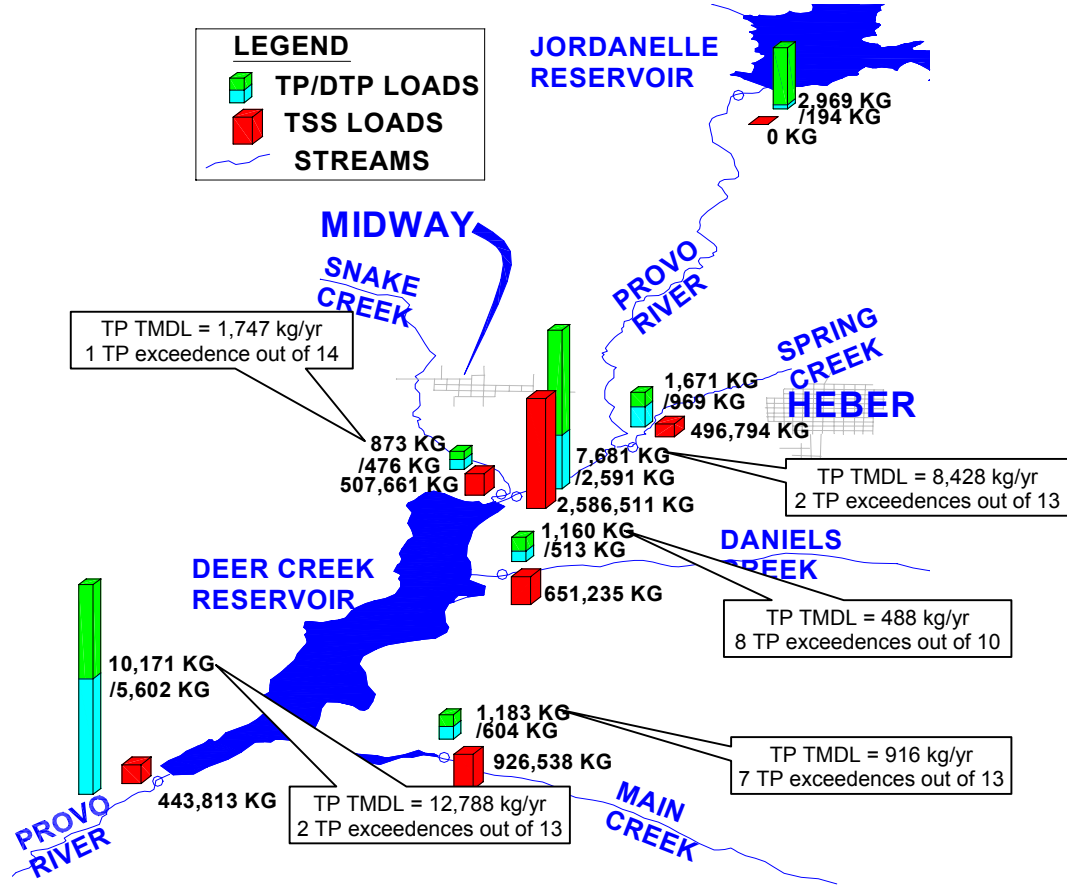 LEGEND
TP/DTP LOADS
TSS LOADS
STREAMS
JORDANELLE
RESERVOIR
2,969 KG
/194 KG
0 KG
MIDWAY
SNAKE
CREEK
PROVO
RIVER
TP TMDL = 1,747 kg/yr
1 TP exceedence out of 14
SPRING
CREEK
HEBER
1,671 KG
/969 KG
496,794 KG
873 KG
/476 KG
507,661 KG
7,681 KG
/2,591 KG
2,586,511 KG
TP TMDL = 8,428 kg/yr
2 TP exceedences out of 13
1,160 KG
/513 KG
651,235 KG
DANIELS
CREEK
DEER CREEK
RESERVOIR
TP TMDL = 488 kg/yr
8 TP exceedences out of 10
10,171 KG
/5,602 KG
443,813 KG
1,183 KG
/604 KG
926,538 KG
TP TMDL = 916 kg/yr
7 TP exceedences out of 13
TP TMDL = 12,788 kg/yr
2 TP exceedences out of 13
MAIN
CREEK
PROVO
RIVER